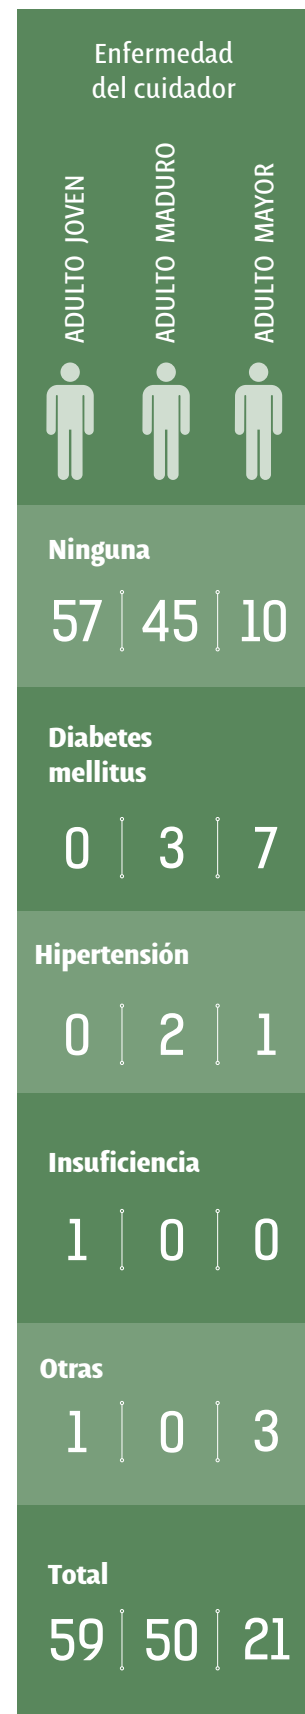 Enfermedad
del cuidador
ADULTO JOVEN
ADULTO MADURO
ADULTO MAYOR
Ninguna
57 45 10
Diabetes
mellitus
0 3 7
Hipertensión
0 2 1
Insuficiencia
1 0 0
Otras
1 0 3
Total
59 50 21